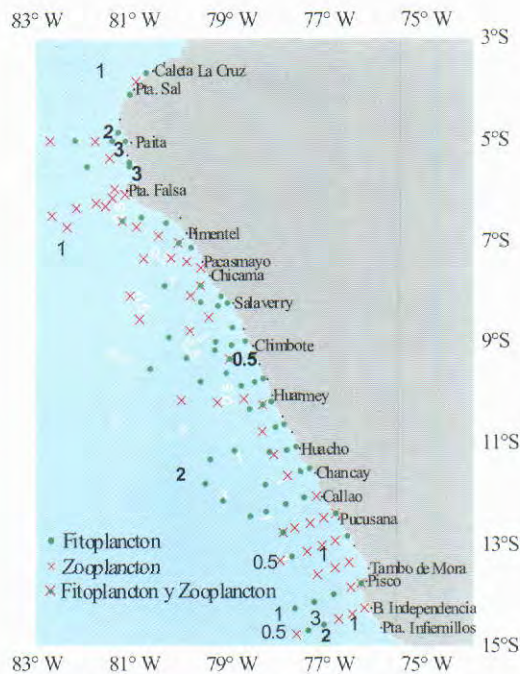 83° W 81° W 79° W 77° W 75° W
3° S
1
Caleta La Cruz
Pta. Sal
2
Paita
5° S
3
3
Pta. Falsa
1
Pimentel
7° S
Pacasmayo
Chicama
Salaverry
9° S
Chimbote
0.5
Huarmey
11° S
Huacho
2
Chancay
Callao
Pucusana
Fitoplancton
13° S
Zooplancton
0.5
1
Tambo de Mora
Pisco
Fitoplancton y Zooplancton
1
3
B. Independencia
1
0.5
2
Pta. Infiernillos
15° S
83° W 81° W 79° W 77° W 75° W